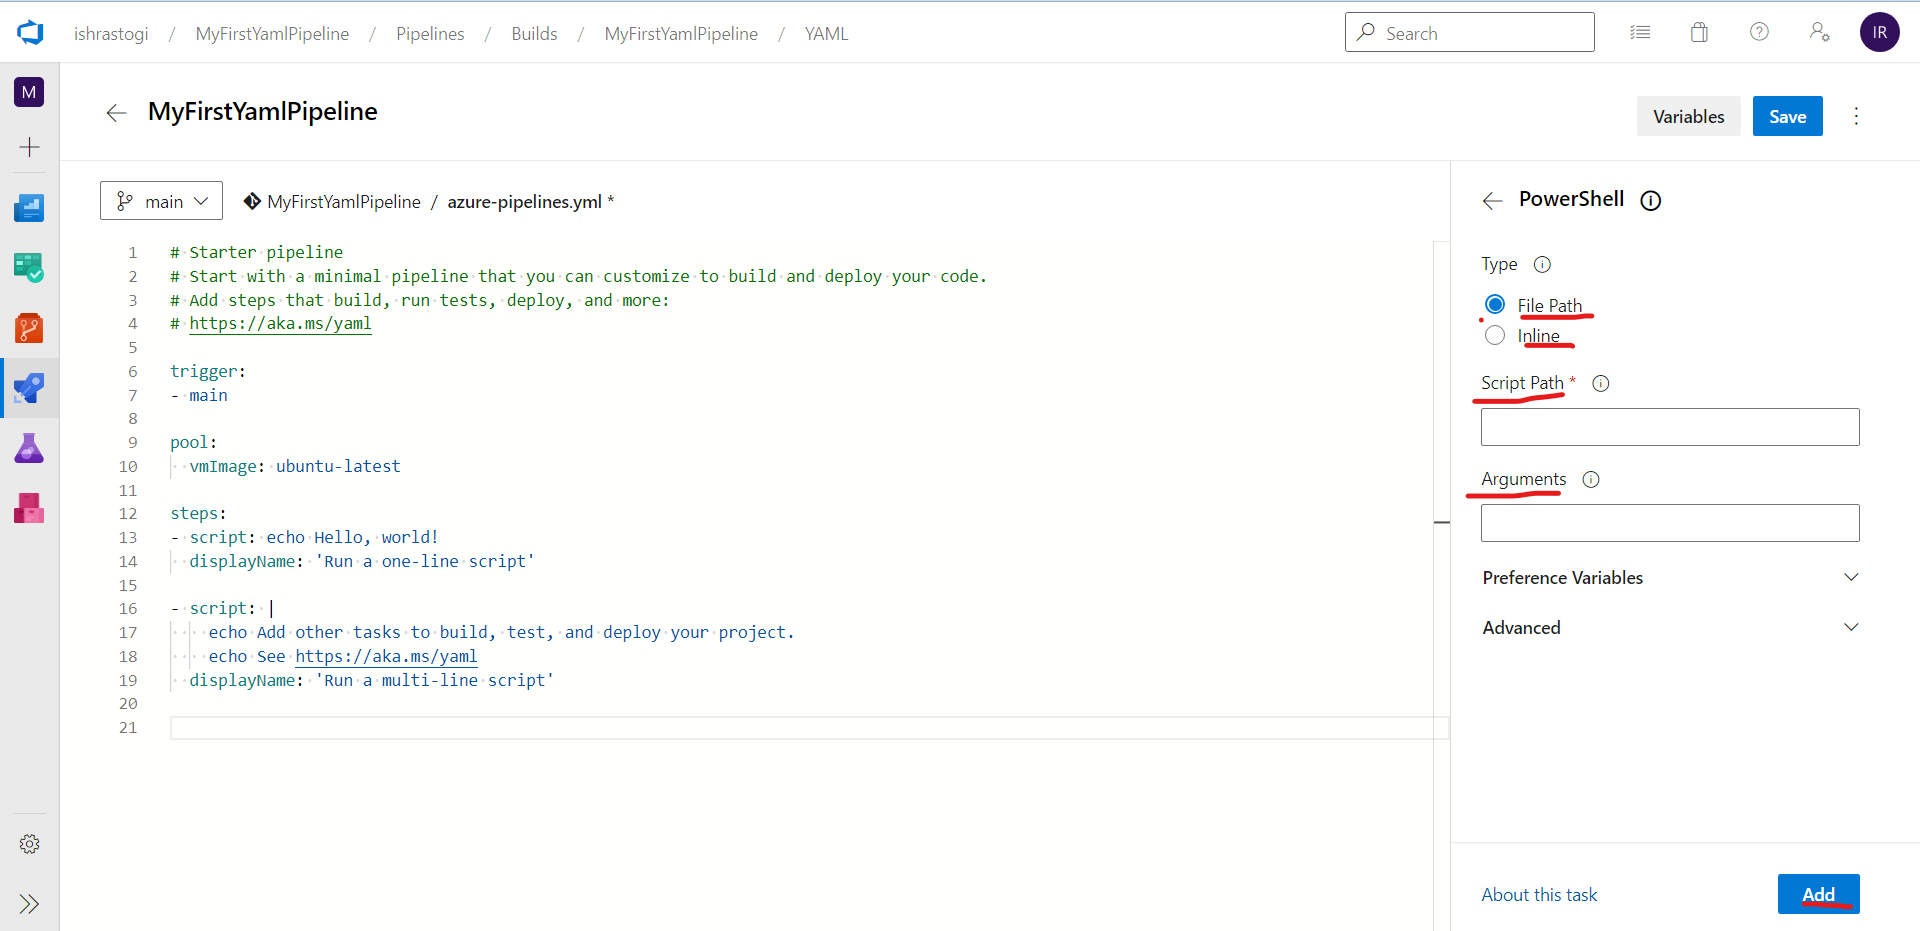 ishrastogi / MyFirstYamlPipeline / Pipelines / Builds / MyFirstYamlPipeline / YAML
Search
IR
M
MyFirstYamlPipeline
Variables
Save
main
MyFirstYamlPipeline / azure-pipelines.yml *
1 # Starter pipeline
2 # Start with a minimal pipeline that you can customize to build and deploy your code.
3 # Add steps that build, run tests, deploy, and more:
4 # https://aka.ms/yaml
5
6 trigger:
7 - main
8
9 pool:
10   vmImage: ubuntu-latest
11
12 steps:
13 - script: echo Hello, world!
14   displayName: 'Run a one-line script'
15
16 - script: |
17     echo Add other tasks to build, test, and deploy your project.
18     echo See https://aka.ms/yaml
19   displayName: 'Run a multi-line script'
20
21
PowerShell
Type
File Path
Inline
Script Path *
Arguments
Preference Variables
Advanced
About this task
Add